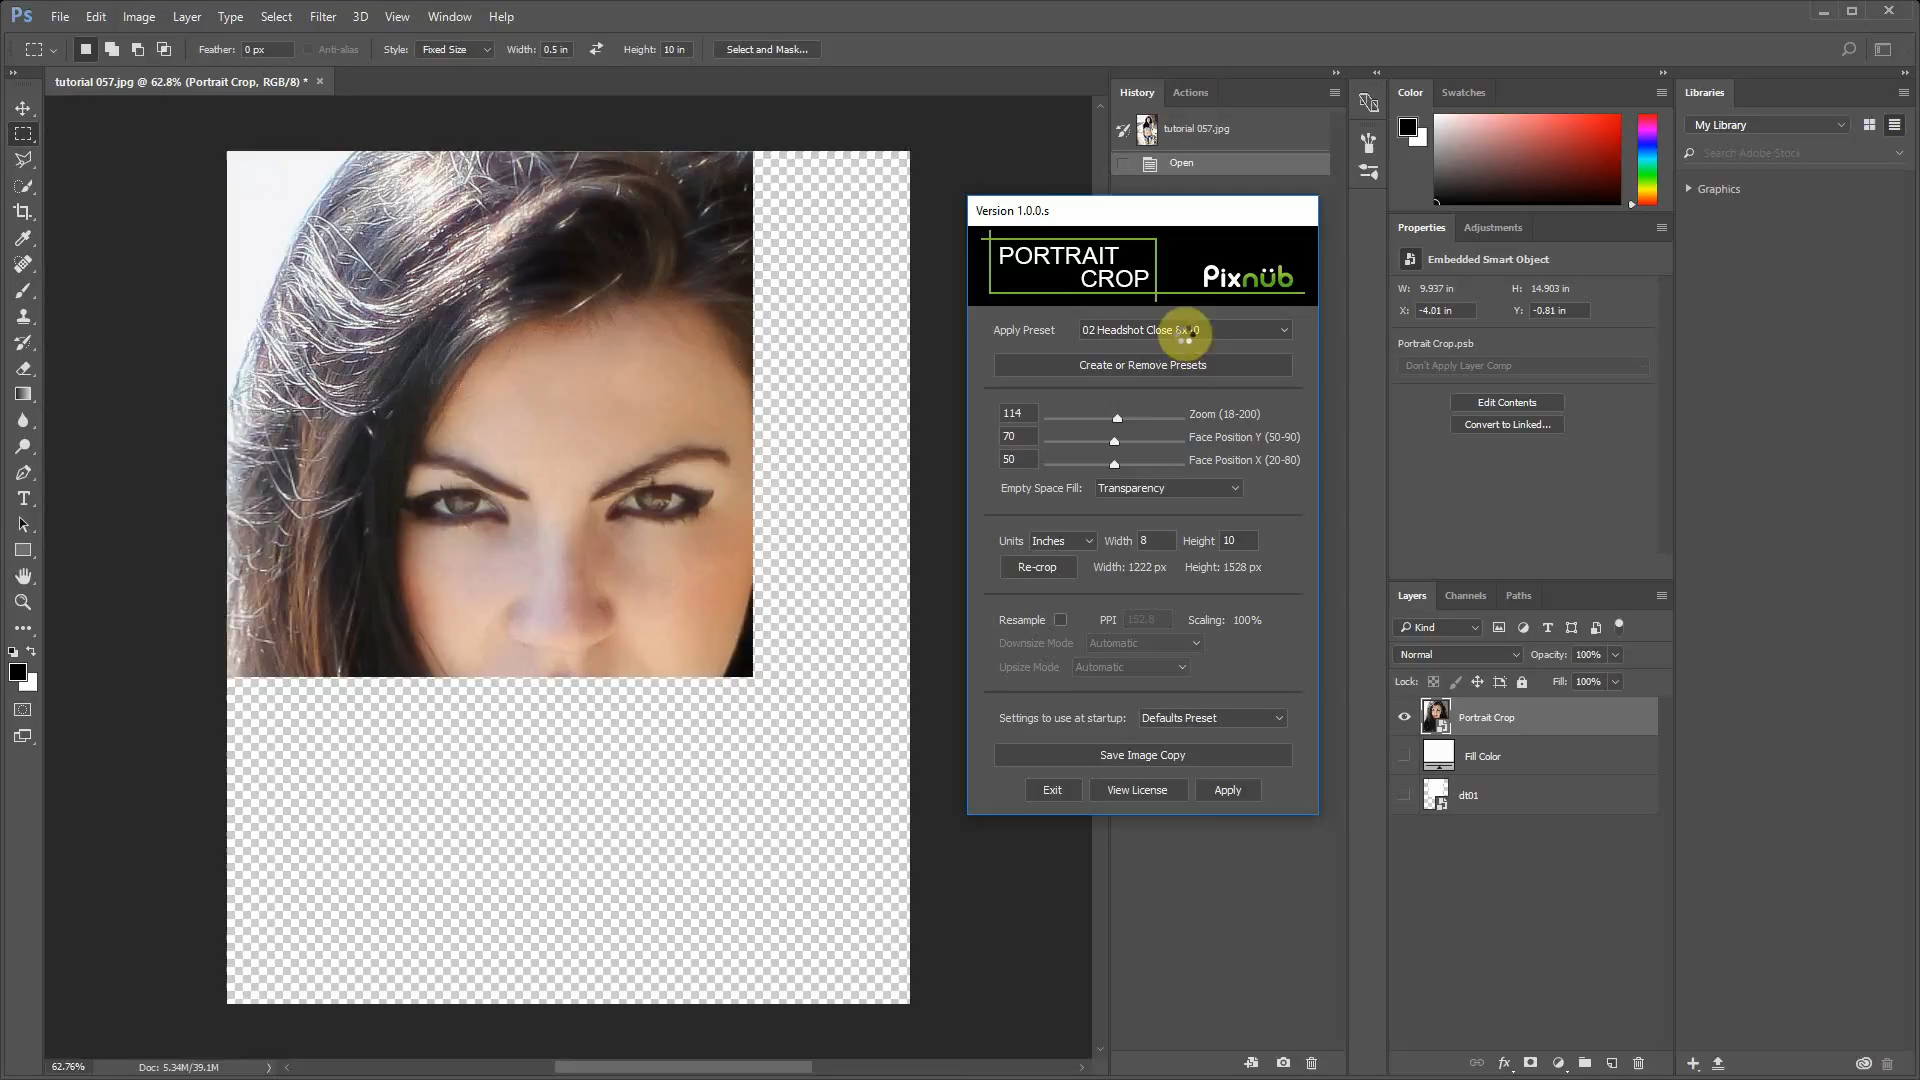 Ps File Edit Image Layer Type Select Filter 3D View Window Help
Feather: 0 px Anti-alias Style: Fixed Size Width: 0.5 in Height: 10 in Select and Mask...
tutorial 057.jpg @ 62.8% (Portrait Crop, RGB/8) *
History Actions
tutorial 057.jpg
Open
Version 1.0.0.s
PORTRAIT
CROP
Pixnüb
Apply Preset 02 Headshot Close 8x10
Create or Remove Presets
114 Zoom (18-200)
70 Face Position Y (50-90)
50 Face Position X (20-80)
Empty Space Fill: Transparency
Units Inches Width 8 Height 10
Re-crop Width: 1222 px Height: 1528 px
Resample PPI 152.8 Scaling: 100%
Downsize Mode Automatic
Upsize Mode Automatic
Settings to use at startup: Defaults Preset
Save Image Copy
Exit View License Apply
Color Swatches
Properties Adjustments
Embedded Smart Object
W: 9.937 in H: 14.903 in
X: -4.01 in Y: -0.81 in
Portrait Crop.psb
Don't Apply Layer Comp
Edit Contents
Convert to Linked...
Layers Channels Paths
Kind
Normal Opacity: 100%
Lock: Fill: 100%
Portrait Crop
Fill Color
dt01
fx
Libraries
My Library
Search Adobe Stock
Graphics
62.76% Doc: 5.34M/39.1M